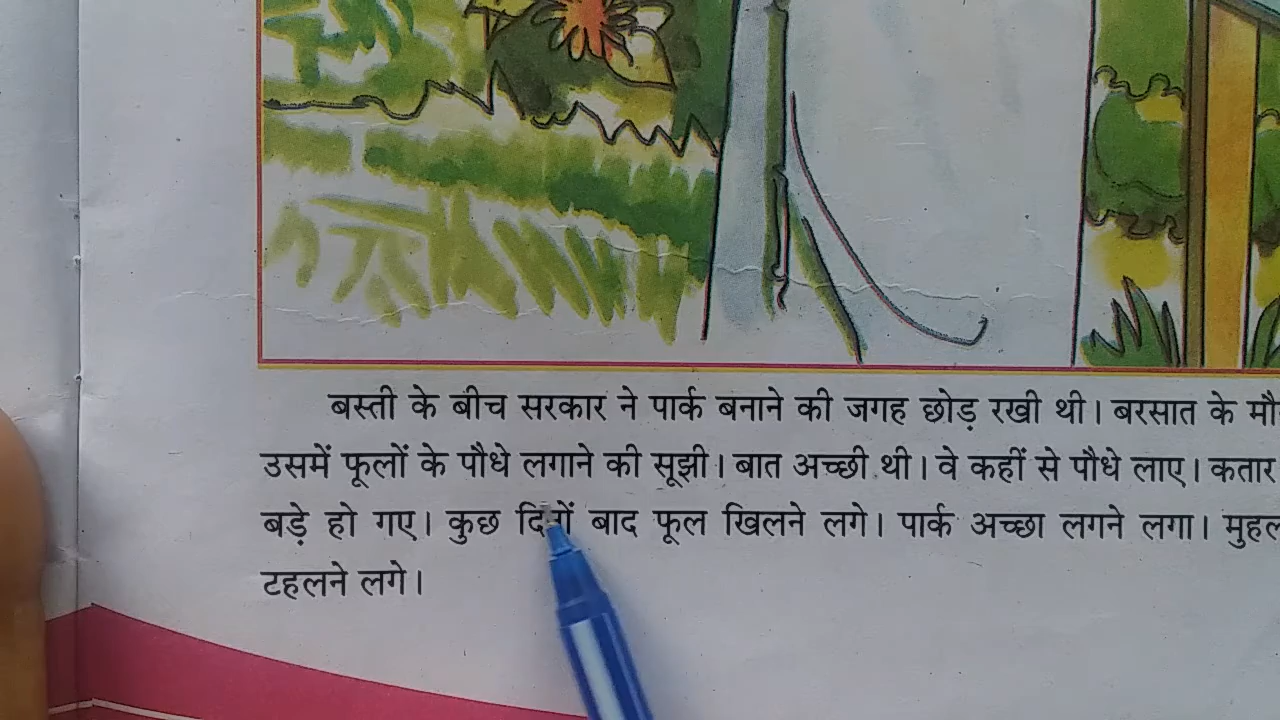 बस्ती के बीच सरकार ने पार्क बनाने की जगह छोड़ रखी थी। बरसात के
उसमें फूलों के पौधे लगाने की सूझी। बात अच्छी थी। वे कहीं से पौधे लाए। कतार
बड़े हो गए। कुछ दिनों बाद फूल खिलने लगे। पार्क अच्छा लगने लगा।
टहलने लगे।